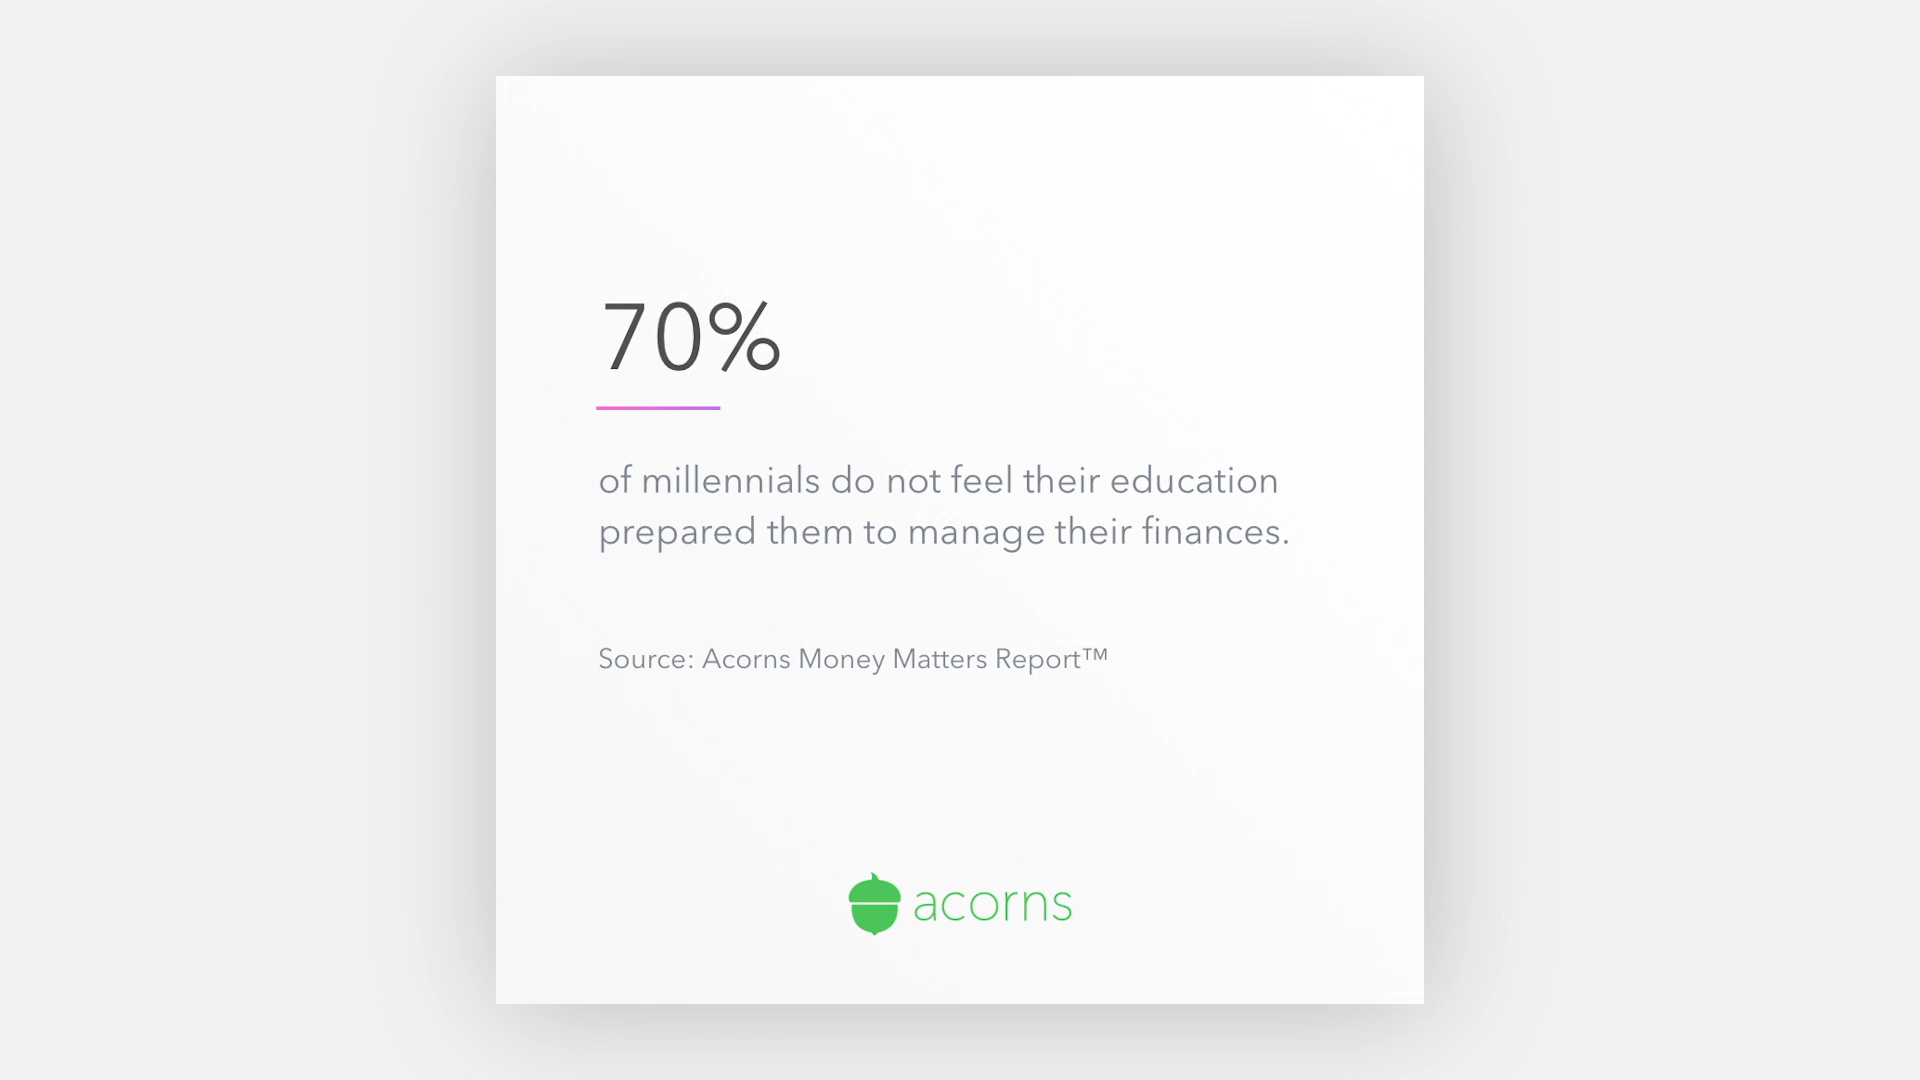 70%
of millennials do not feel their education
prepared them to manage their finances.
Source: Acorns Money Matters Report™
acorns